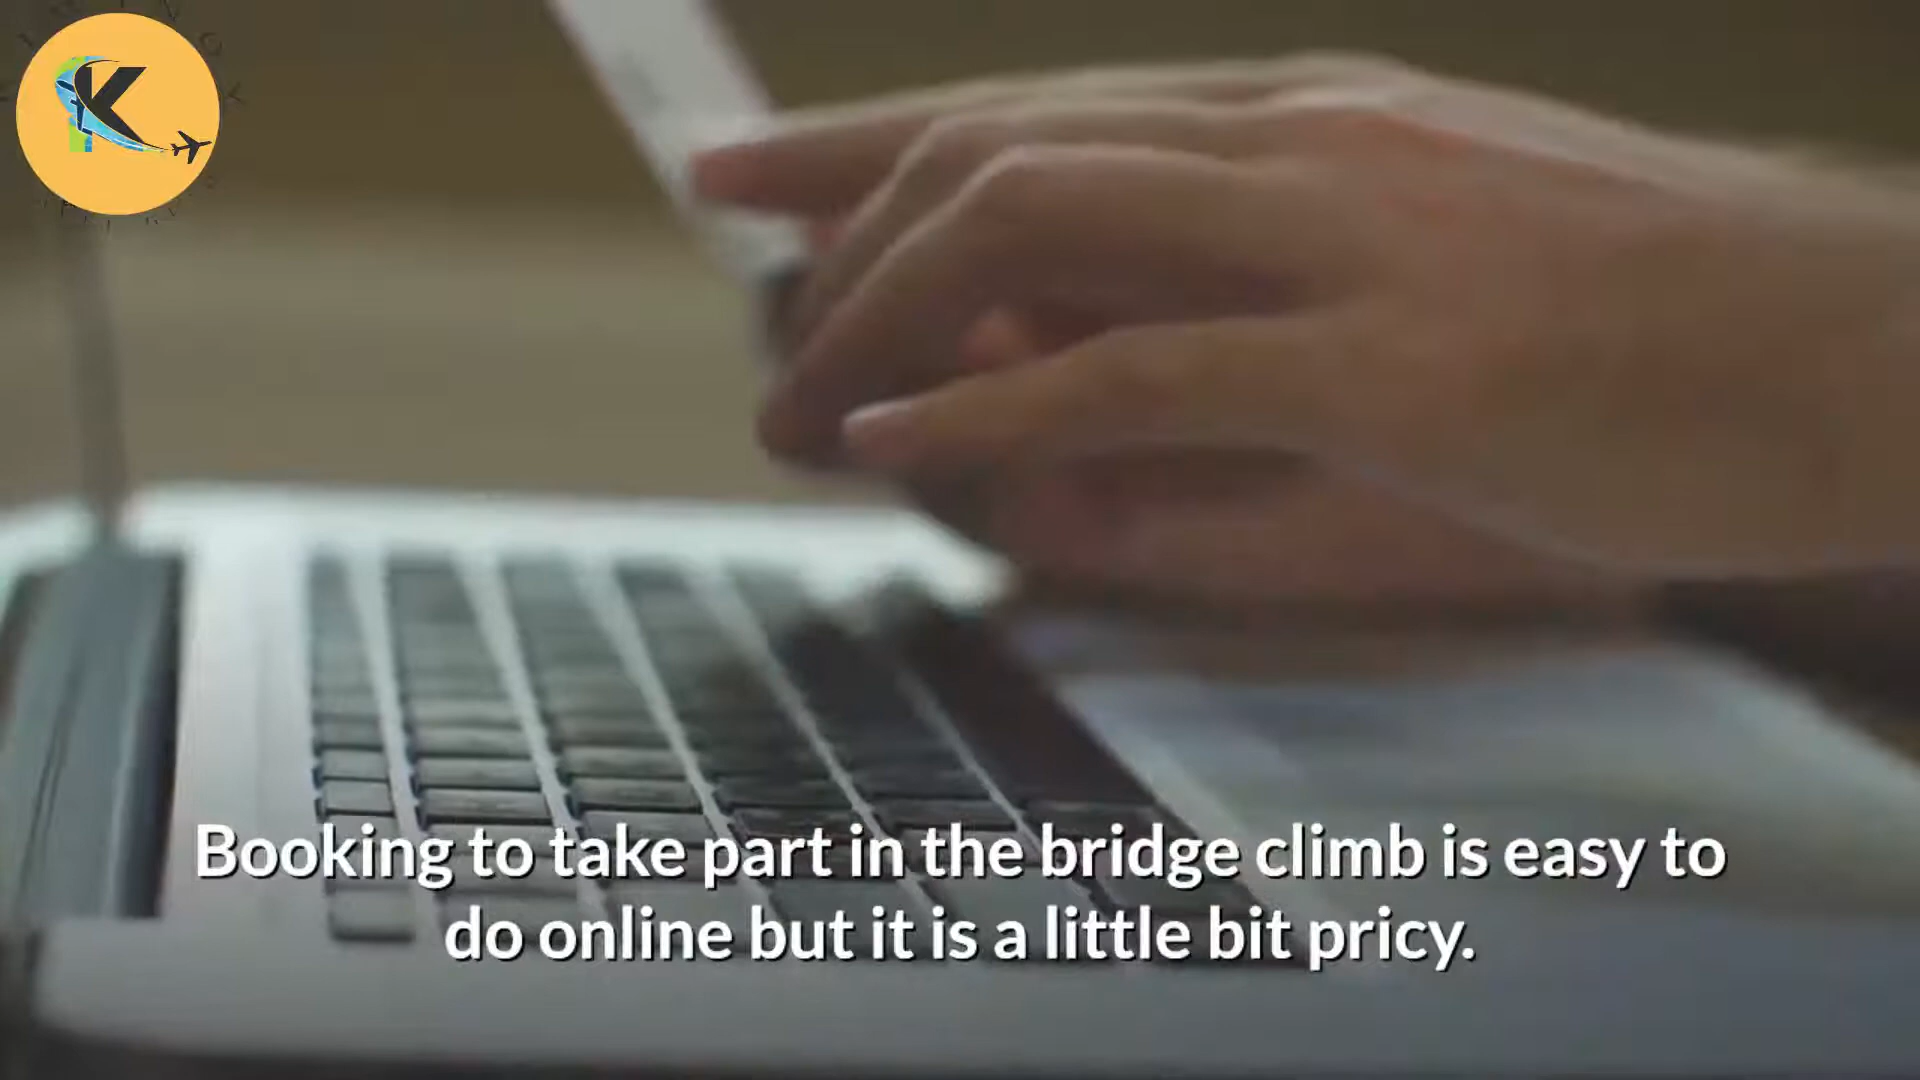 K
Booking to take part in the bridge climb is easy to
do online but it is a little bit pricy.